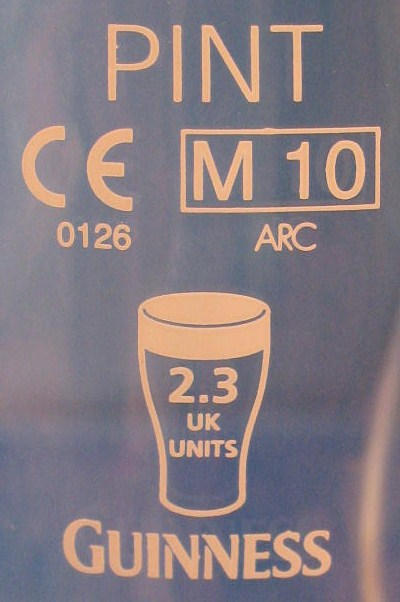 PINT
CE M 10
0126 ARC
2.3
UK
UNITS
GUINNESS